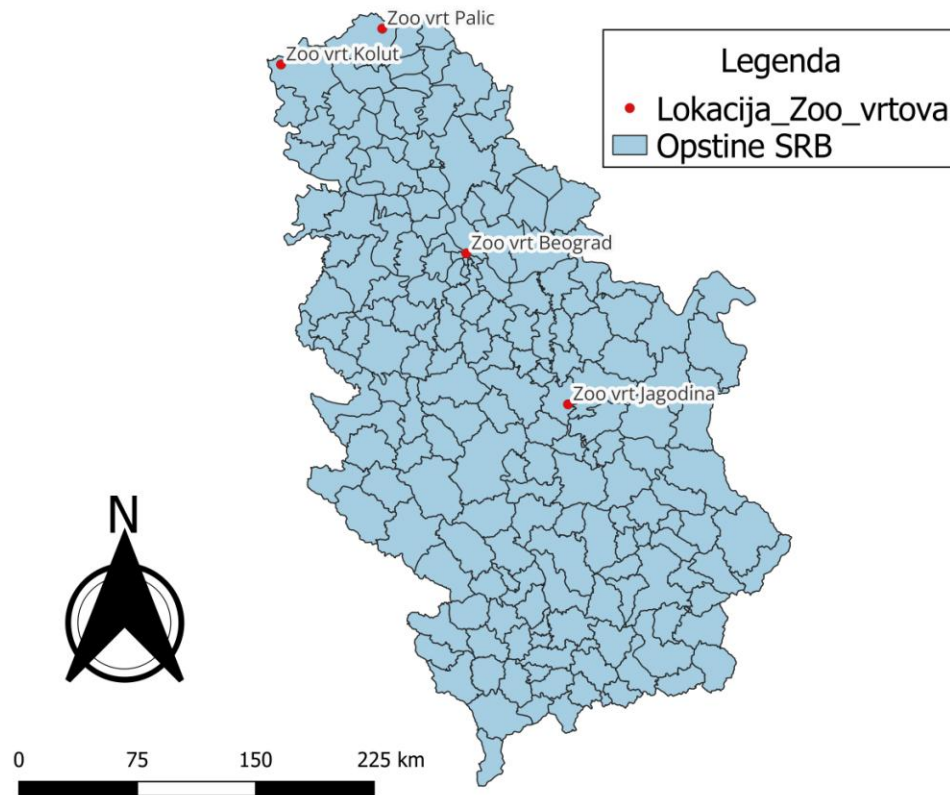 Zoo vrt Palic
Zoo vrt Kolut
Legenda
Lokacija_Zoo_vrtova
Opstine SRB
Zoo vrt Beograd
Zoo vrt Jagodina
N
0 75 150 225 km